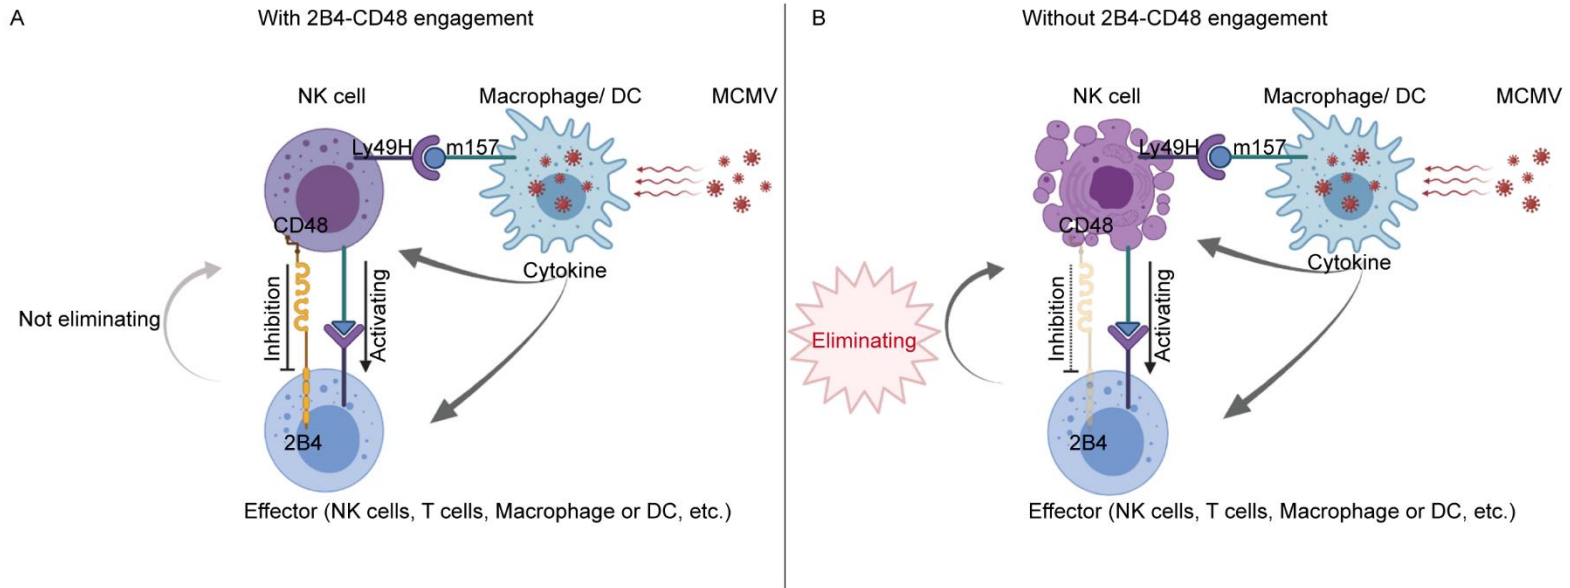 A
With 2B4-CD48 engagement
NK cell
Macrophage/ DC
MCMV
Ly49H
m157
CD48
Cytokine
Not eliminating
Inhibition
Activating
2B4
Effector (NK cells, T cells, Macrophage or DC, etc.)
B
Without 2B4-CD48 engagement
NK cell
Macrophage/ DC
MCMV
Ly49H
m157
CD48
Cytokine
Eliminating
Inhibition
Activating
2B4
Effector (NK cells, T cells, Macrophage or DC, etc.)